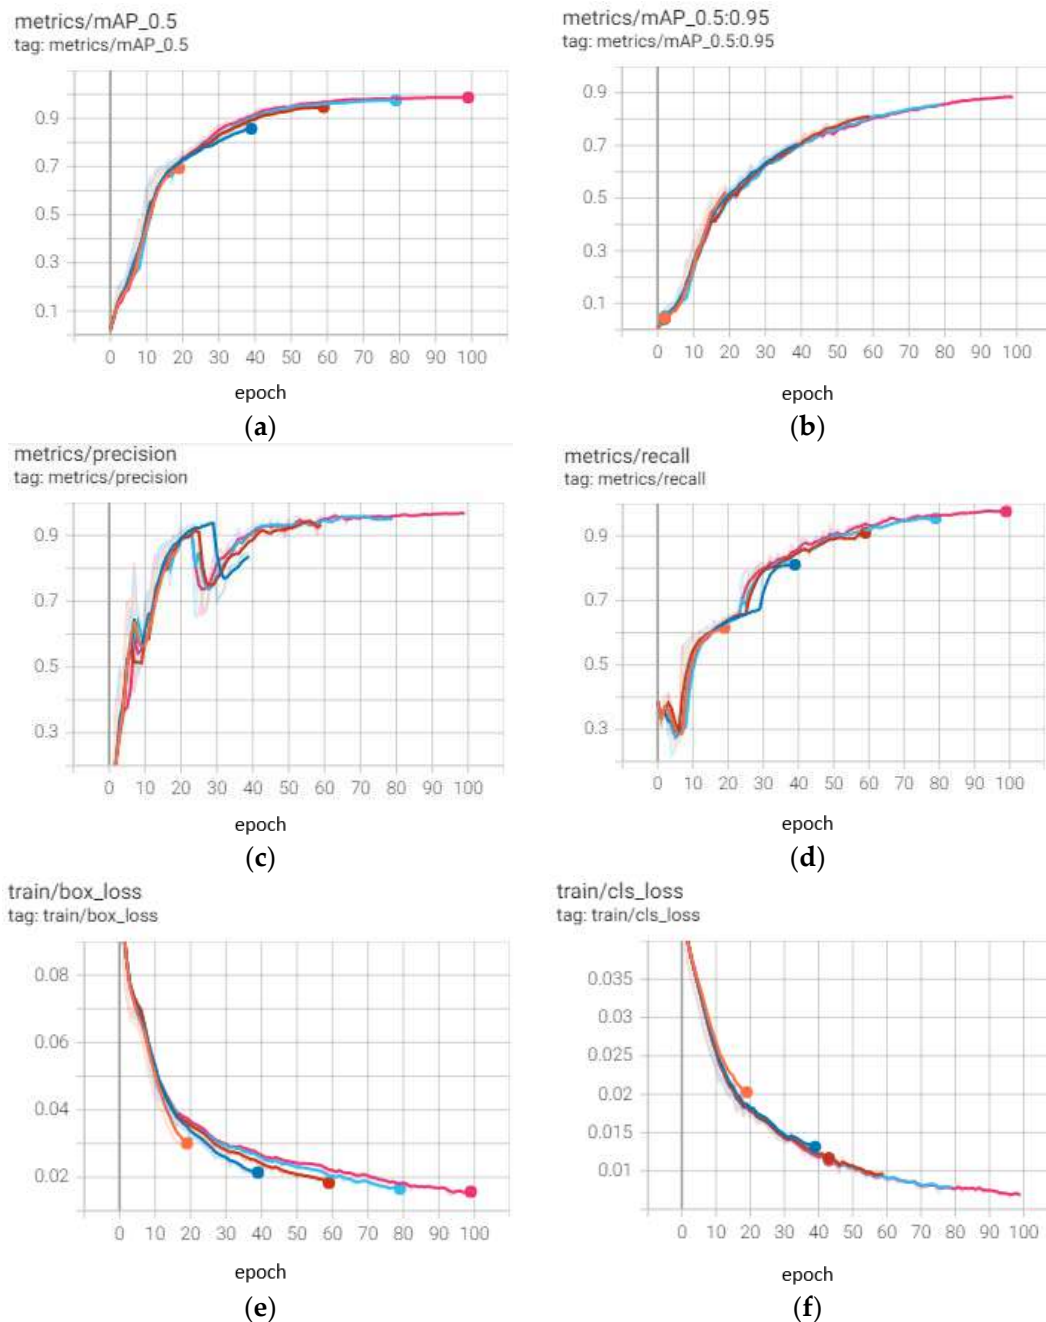 metrics/mAP_0.5
tag: metrics/mAP_0.5
0.9
0.7
0.5
0.3
0.1
0 10 20 30 40 50 60 70 80 90 100
epoch
(a)
metrics/mAP_0.5:0.95
tag: metrics/mAP_0.5:0.95
0.9
0.7
0.5
0.3
0.1
0 10 20 30 40 50 60 70 80 90 100
epoch
(b)
metrics/precision
tag: metrics/precision
0.9
0.7
0.5
0.3
0 10 20 30 40 50 60 70 80 90 100
epoch
(c)
metrics/recall
tag: metrics/recall
0.9
0.7
0.5
0.3
0 10 20 30 40 50 60 70 80 90 100
epoch
(d)
train/box_loss
tag: train/box_loss
0.08
0.06
0.04
0.02
0 10 20 30 40 50 60 70 80 90 100
epoch
(e)
train/cls_loss
tag: train/cls_loss
0.035
0.03
0.025
0.02
0.015
0.01
0 10 20 30 40 50 60 70 80 90 100
epoch
(f)